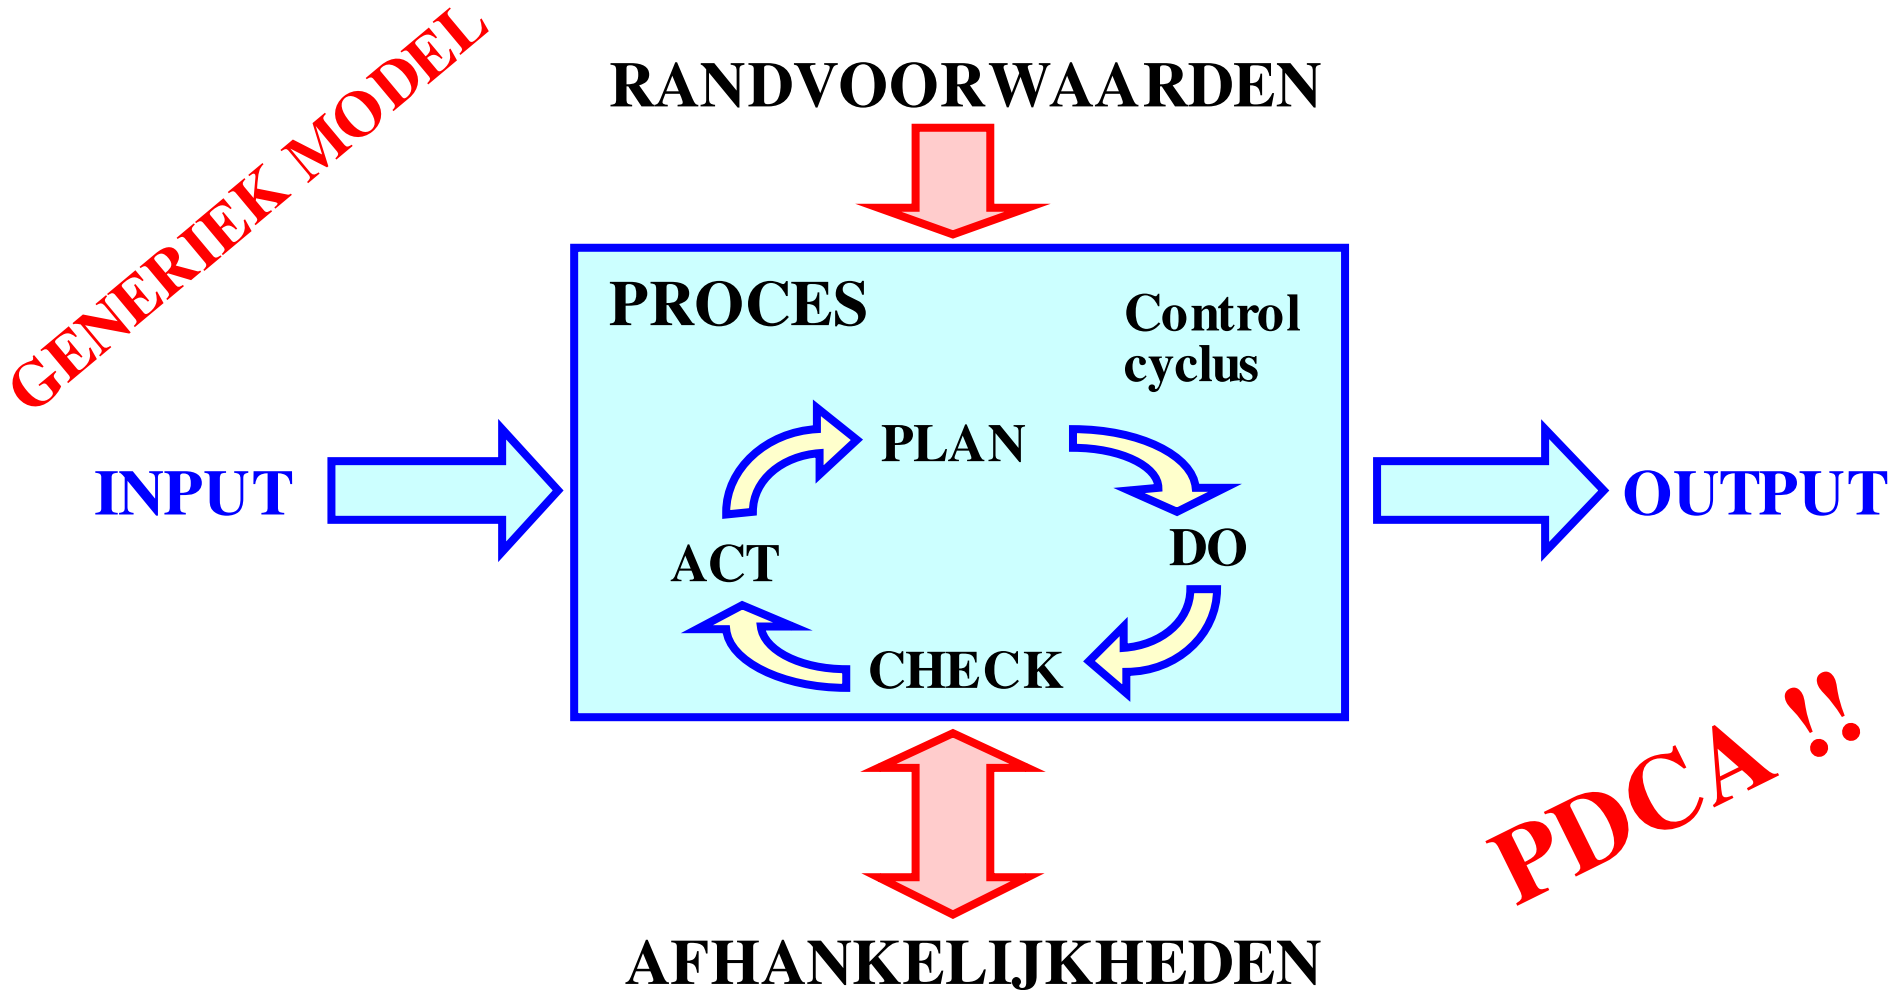 GENERIEK MODEL
RANDVOORWAARDEN
PROCES
Control
cyclus
PLAN
INPUT
OUTPUT
DO
ACT
CHECK
PDCA !!
AFHANKELIJKHEDEN